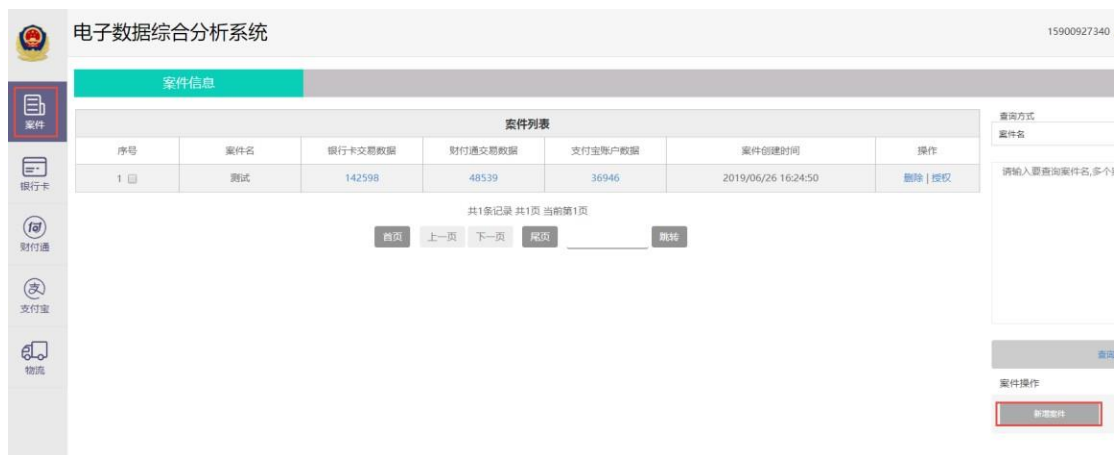 电子数据综合分析系统
15900927340
案件
银行卡
财付通
支付宝
物流
案件信息
案件列表
序号 案件名 银行卡交易数据 财付通交易数据 支付宝账户数据 案件创建时间 操作
1 测试 142598 48539 36946 2019/06/26 16:24:50 删除 | 授权
共1条记录 共1页 当前第1页
首页 上一页 下一页 尾页 跳转
查询方式
案件名
请输入要查询案件名,多个
查询
案件操作
新增案件